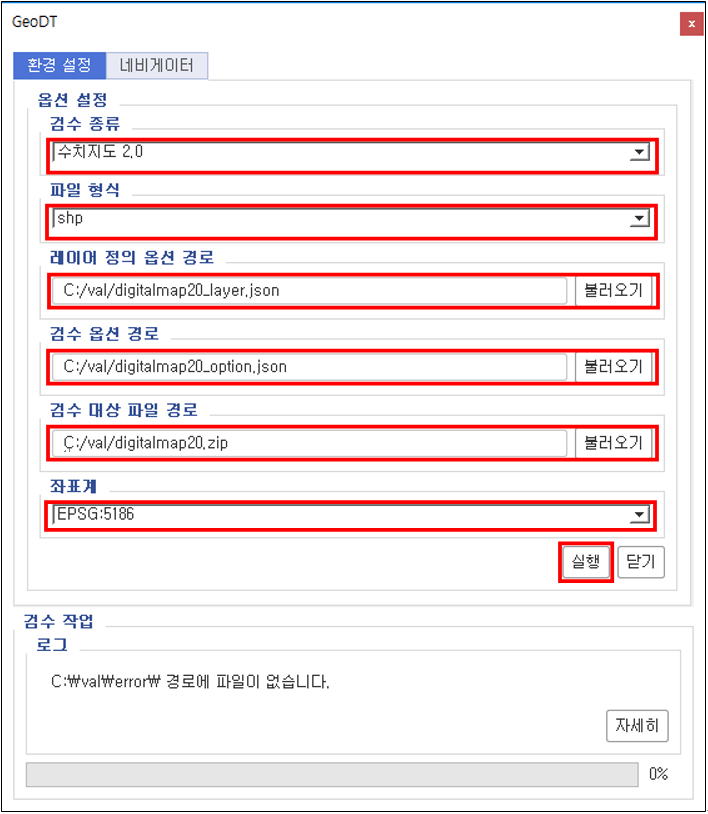 GeoDT
x
환경 설정 네비게이터
옵션 설정
검수 종류
수치지도 2.0
파일 형식
shp
레이어 정의 옵션 경로
C:/val/digitalmap20_layer.json 불러오기
검수 옵션 경로
C:/val/digitalmap20_option.json 불러오기
검수 대상 파일 경로
C:/val/digitalmap20.zip 불러오기
좌표계
EPSG:5186
실행 닫기
검수 작업
로그
C:₩val₩error₩ 경로에 파일이 없습니다.
자세히
0%